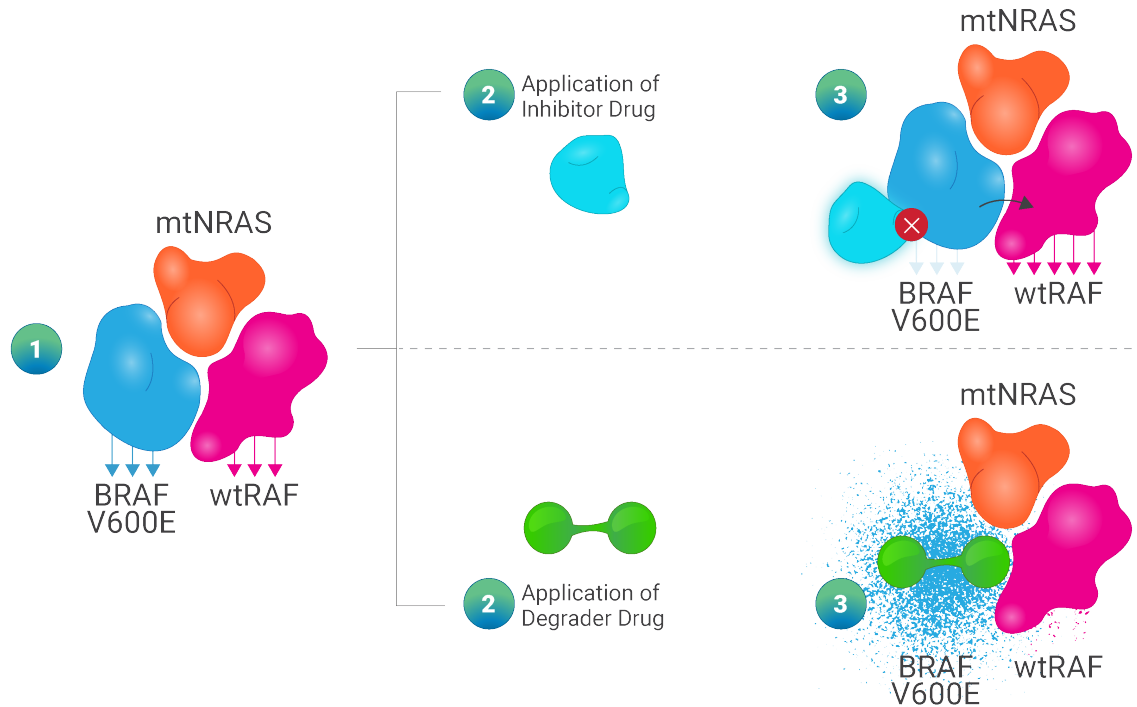 mtNRAS
1
BRAF
V600E
wtRAF
2
Application of
Inhibitor Drug
3
mtNRAS
BRAF
V600E
wtRAF
2
Application of
Degrader Drug
3
mtNRAS
BRAF
V600E
wtRAF